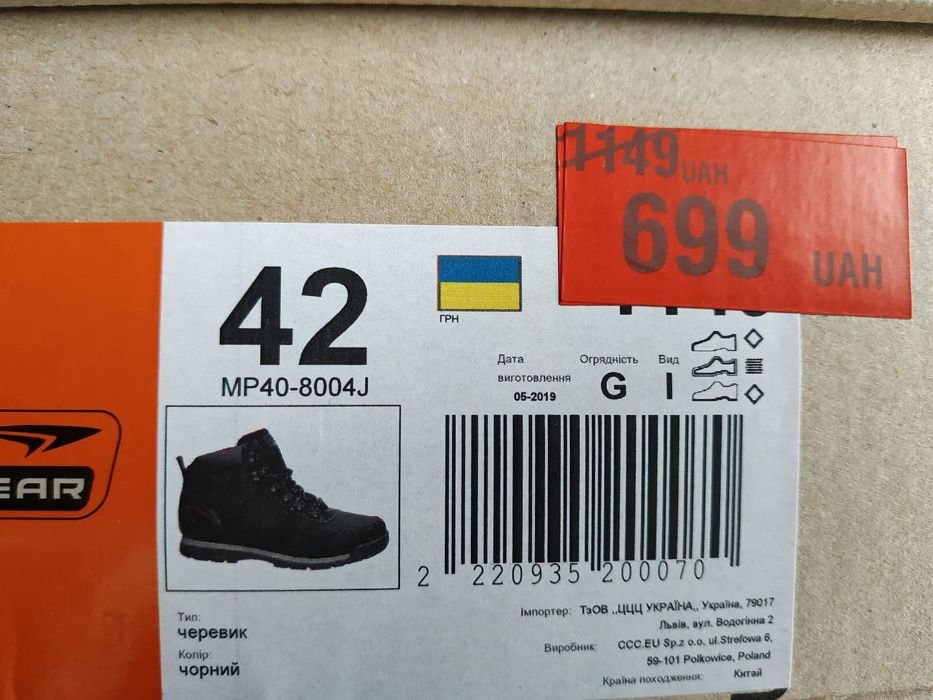 1149 UAH
699 UAH
42
MP40-8004J
ГРН
Дата виготовлення
05-2019
Огрядність
G
Вид
I
EAR
2 220935 200070
Тип:
черевик
Колір:
чорний
Імпортер: ТзОВ ,,ЦЦЦ УКРАЇНА,, Україна, 79017
Львів, вул. Водогінна 2
Виробник: CCC.EU Sp.z o.o. ul.Strefowa 6,
59-101 Polkowice, Poland
Країна походження: Китай